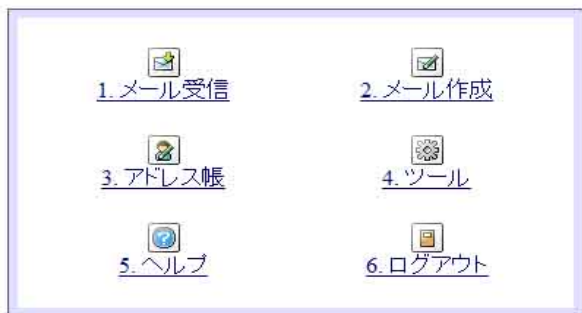 1. メール受信
2. メール作成
3. アドレス帳
4. ツール
5. ヘルプ
6. ログアウト